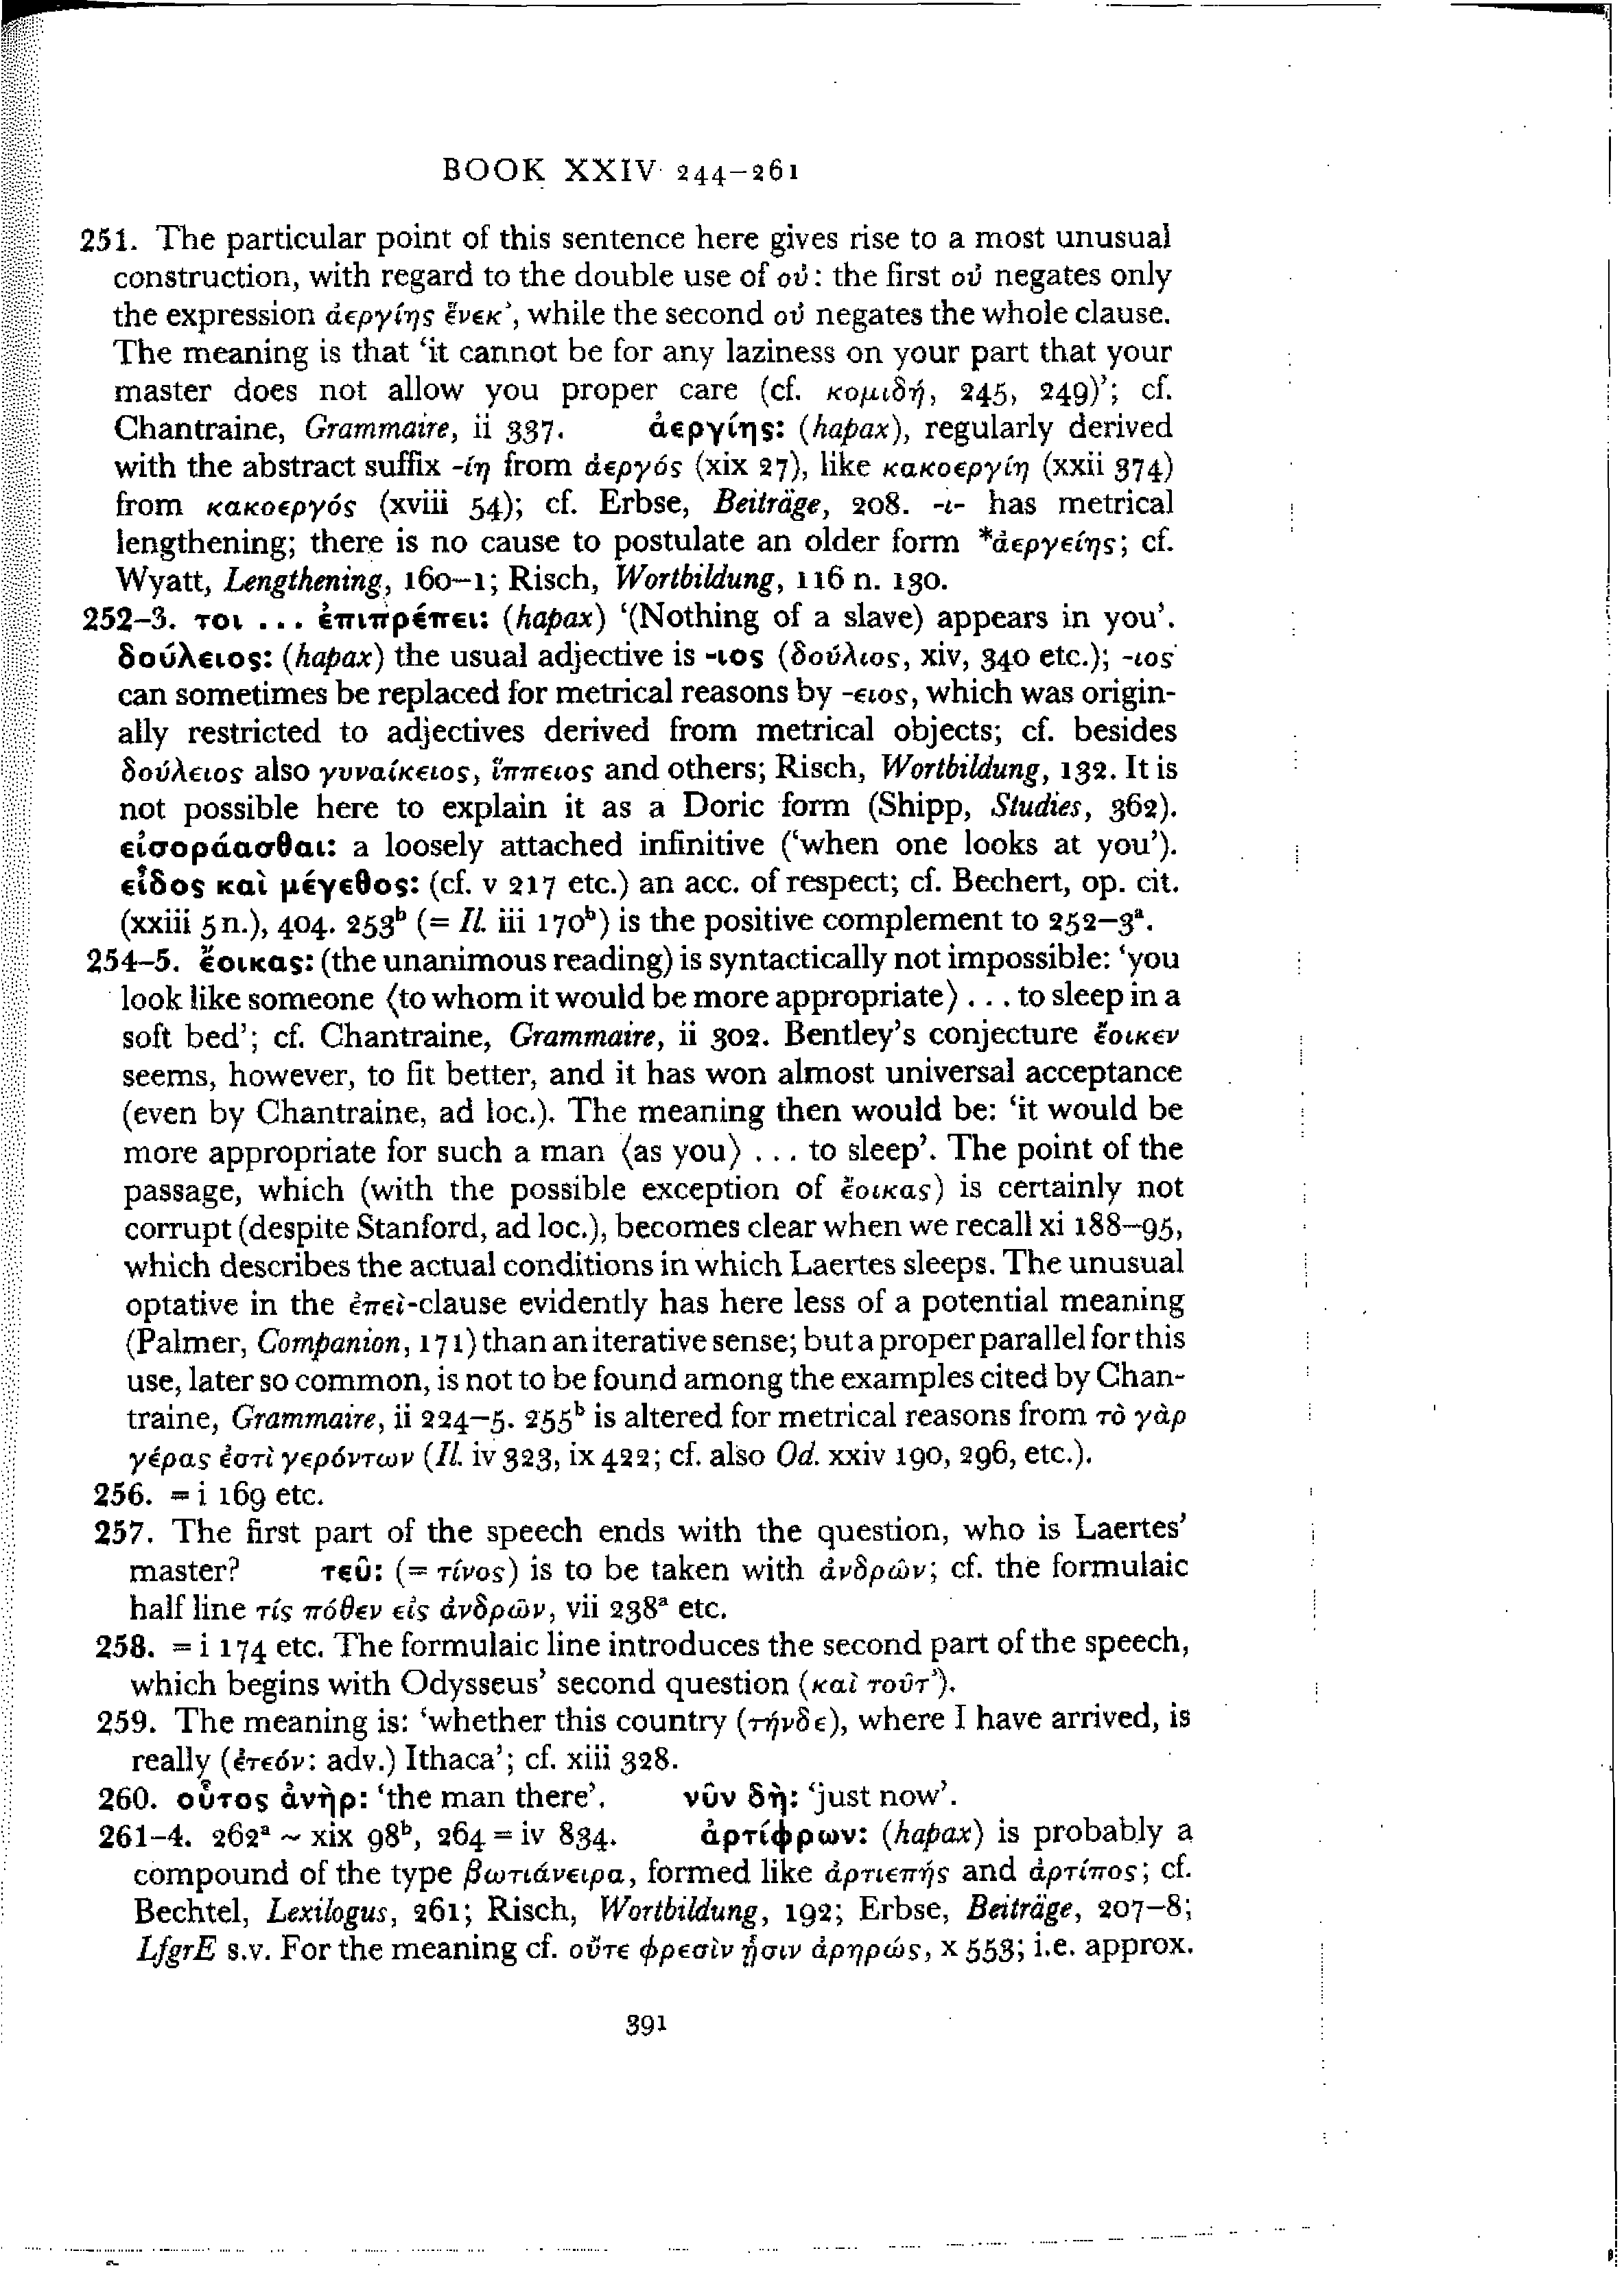 BOOK XXIV 244–261
251. The particular point of this sentence here gives rise to a most unusual
construction, with regard to the double use of οὐ: the first οὐ negates only
the expression ἀεργίης ἕνεκ’, while the second οὐ negates the whole clause.
The meaning is that ‘it cannot be for any laziness on your part that your
master does not allow you proper care (cf. κομιδή, 245, 249)’; cf.
Chantraine, Grammaire, ii 337. ἀεργίης: (hapax), regularly derived
with the abstract suffix -ίη from ἀεργός (xix 27), like κακοεργίη (xxii 374)
from κακοεργός (xviii 54); cf. Erbse, Beiträge, 208. -ι- has metrical
lengthening; there is no cause to postulate an older form *ἀεργείης; cf.
Wyatt, Lengthening, 160–1; Risch, Wortbildung, 116 n. 130.
252–3. τοι ... ἐπιπρέπει: (hapax) ‘(Nothing of a slave) appears in you’.
δούλειος: (hapax) the usual adjective is -ιος (δούλιος, xiv, 340 etc.); -ιος
can sometimes be replaced for metrical reasons by -ειος, which was origin-
ally restricted to adjectives derived from metrical objects; cf. besides
δούλειος also γυναίκειος, ἵππειος and others; Risch, Wortbildung, 132. It is
not possible here to explain it as a Doric form (Shipp, Studies, 362).
εἰσοράασθαι: a loosely attached infinitive (‘when one looks at you’).
εἶδος καὶ μέγεθος: (cf. v 217 etc.) an acc. of respect; cf. Bechert, op. cit.
(xxiii 5 n.), 404. 253ᵇ (= Il. iii 170ᵇ) is the positive complement to 252–3ᵃ.
254–5. ἔοικας: (the unanimous reading) is syntactically not impossible: ‘you
look like someone ⟨to whom it would be more appropriate⟩ ... to sleep in a
soft bed’; cf. Chantraine, Grammaire, ii 302. Bentley’s conjecture ἔοικεν
seems, however, to fit better, and it has won almost universal acceptance
(even by Chantraine, ad loc.). The meaning then would be: ‘it would be
more appropriate for such a man ⟨as you⟩ ... to sleep’. The point of the
passage, which (with the possible exception of ἔοικας) is certainly not
corrupt (despite Stanford, ad loc.), becomes clear when we recall xi 188–95,
which describes the actual conditions in which Laertes sleeps. The unusual
optative in the ἐπεὶ-clause evidently has here less of a potential meaning
(Palmer, Companion, 171) than an iterative sense; but a proper parallel for this
use, later so common, is not to be found among the examples cited by Chan-
traine, Grammaire, ii 224–5. 255ᵇ is altered for metrical reasons from τὸ γὰρ
γέρας ἐστὶ γερόντων (Il. iv 323, ix 422; cf. also Od. xxiv 190, 296, etc.).
256. = i 169 etc.
257. The first part of the speech ends with the question, who is Laertes’
master? τεῦ: (= τίνος) is to be taken with ἀνδρῶν; cf. the formulaic
half line τίς πόθεν εἰς ἀνδρῶν, vii 238ᵃ etc.
258. = i 174 etc. The formulaic line introduces the second part of the speech,
which begins with Odysseus’ second question (καὶ τοῦτ’).
259. The meaning is: ‘whether this country (τήνδε), where I have arrived, is
really (ἐτεόν: adv.) Ithaca’; cf. xiii 328.
260. οὗτος ἀνὴρ: ‘the man there’. νῦν δὴ: ‘just now’.
261–4. 262ᵃ ~ xix 98ᵇ, 264 = iv 834. ἀρτίφρων: (hapax) is probably a
compound of the type βωτιάνειρα, formed like ἀρτιεπής and ἀρτίπος; cf.
Bechtel, Lexilogus, 261; Risch, Wortbildung, 192; Erbse, Beiträge, 207–8;
LfgrE s.v. For the meaning cf. οὔτε φρεσὶν ᾗσιν ἀρηρώς, x 553; i.e. approx.
391